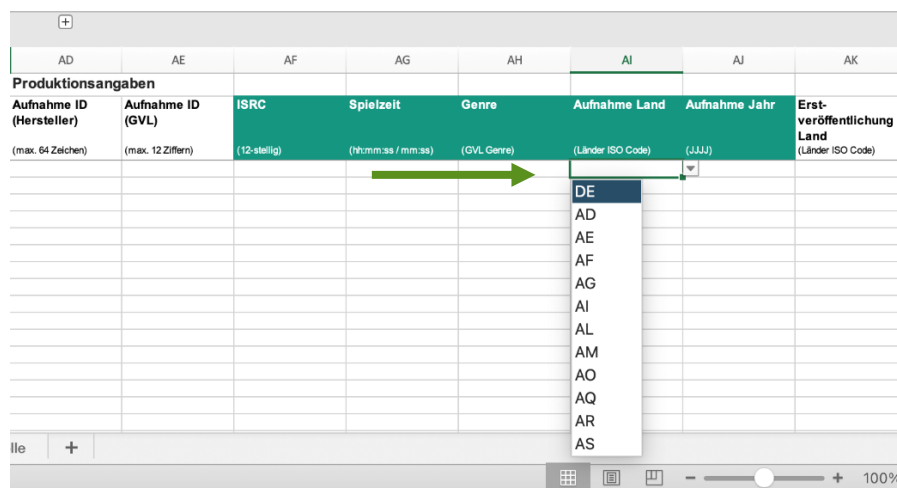 AD AE AF AG AH AI AJ AK
Produktionsangaben
Aufnahme ID (Hersteller) (max. 64 Zeichen)
Aufnahme ID (GVL) (max. 12 Ziffern)
ISRC (12-stellig)
Spielzeit (hh:mm:ss / mm:ss)
Genre (GVL Genre)
Aufnahme Land (Länder ISO Code)
Aufnahme Jahr (JJJJ)
Erst-
veröffentlichung
Land
(Länder ISO Code)
DE
AD
AE
AF
AG
AI
AL
AM
AO
AQ
AR
AS
lle +
- + 100%